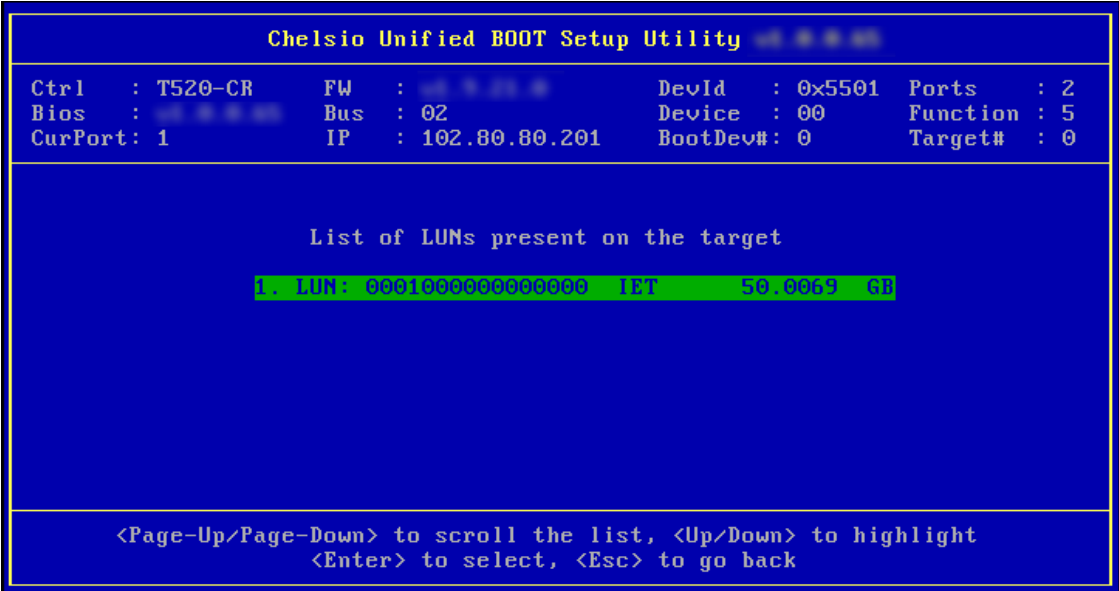 Chelsio Unified BOOT Setup Utility
Ctrl : T520-CR FW : DevId : 0x5501 Ports : 2
Bios : Bus : 02 Device : 00 Function : 5
CurPort: 1 IP : 102.80.80.201 BootDev#: 0 Target# : 0
List of LUNs present on the target
1. LUN: 0001000000000000 IET 50.0069 GB
<Page-Up/Page-Down> to scroll the list, <Up/Down> to highlight
<Enter> to select, <Esc> to go back